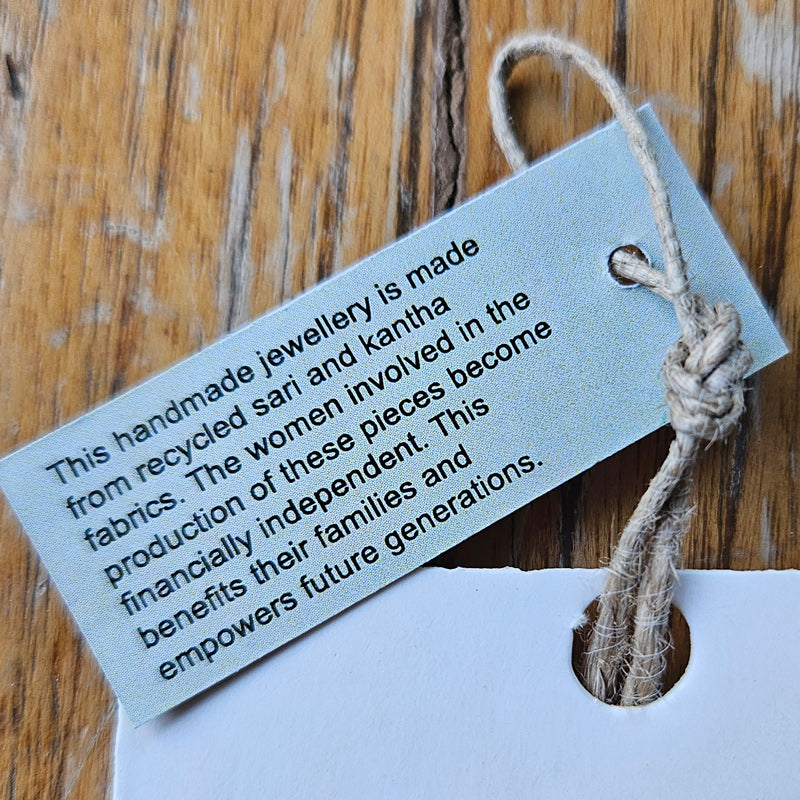 This handmade jewellery is made
from recycled sari and kantha
fabrics. The women involved in the
production of these pieces become
financially independent. This
benefits their families and
empowers future generations.